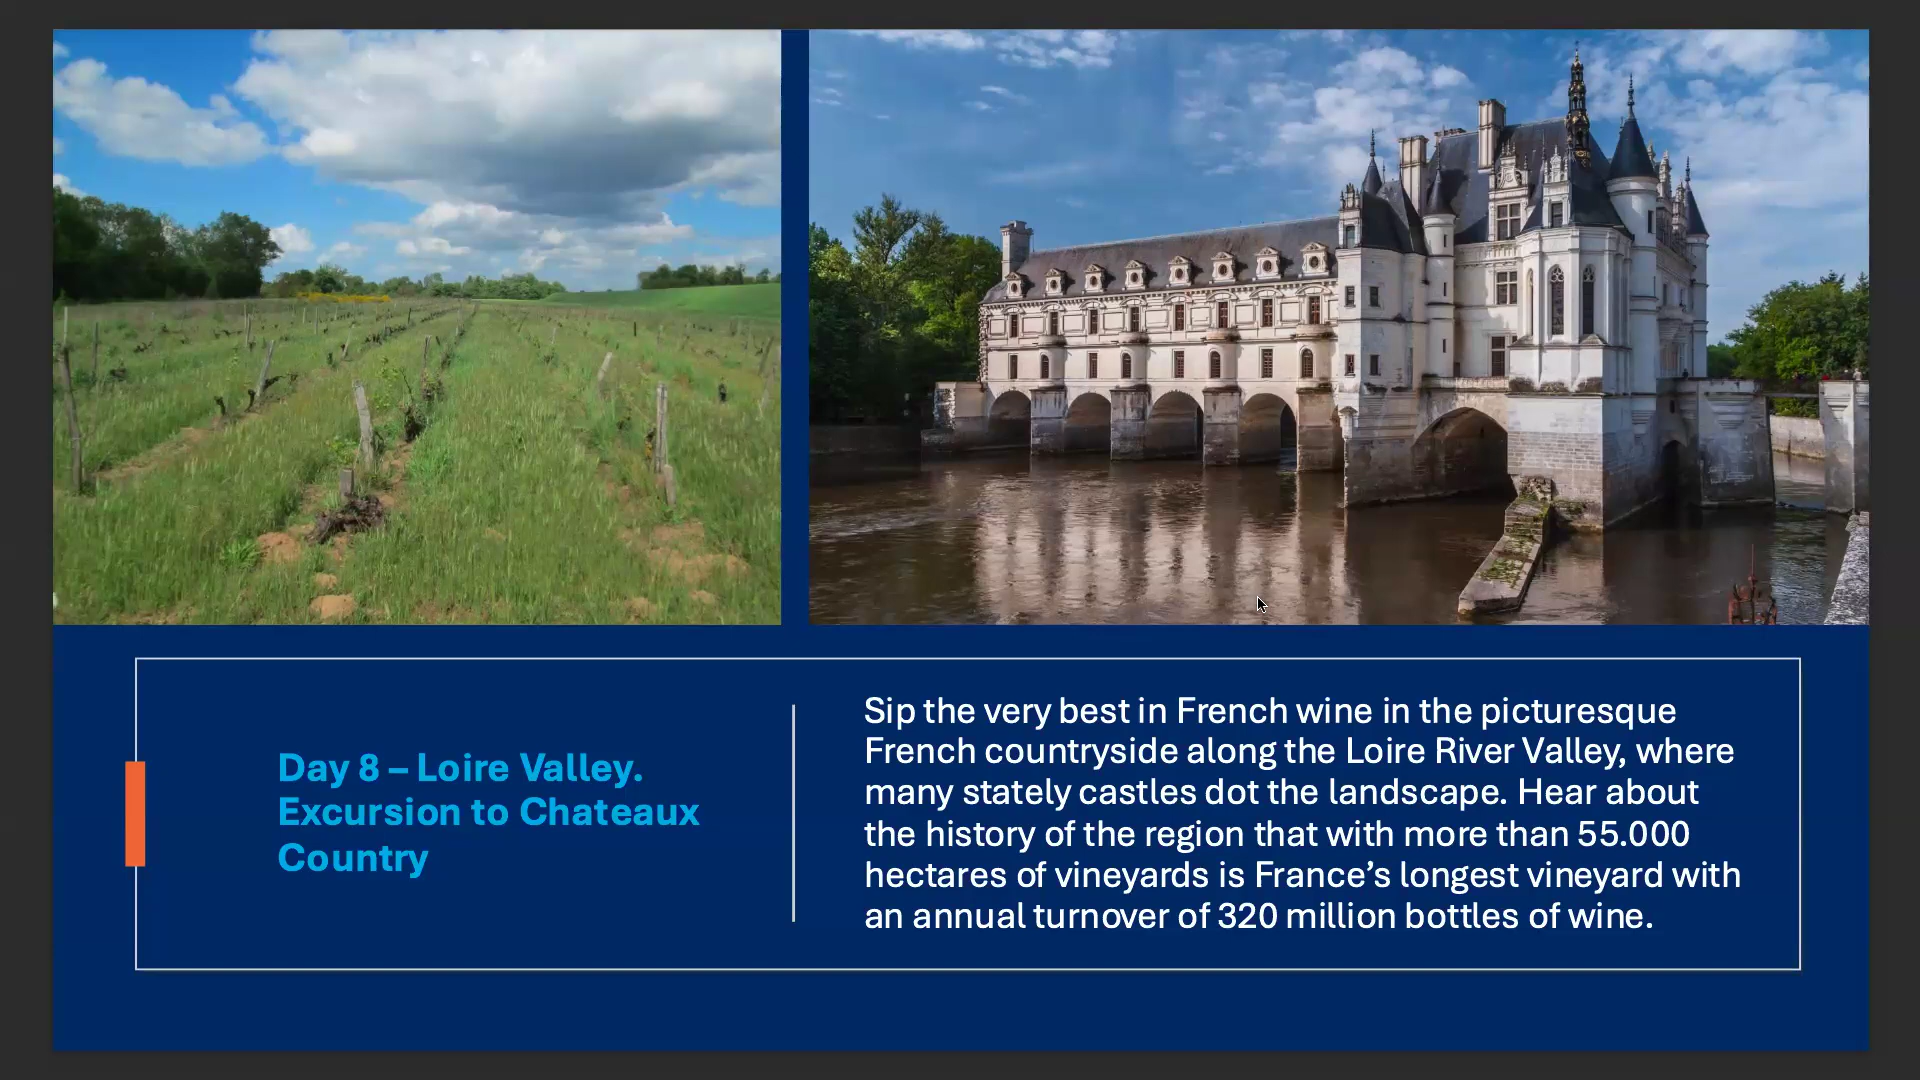 Day 8 – Loire Valley.
Excursion to Chateaux
Country
Sip the very best in French wine in the picturesque
French countryside along the Loire River Valley, where
many stately castles dot the landscape. Hear about
the history of the region that with more than 55.000
hectares of vineyards is France’s longest vineyard with
an annual turnover of 320 million bottles of wine.